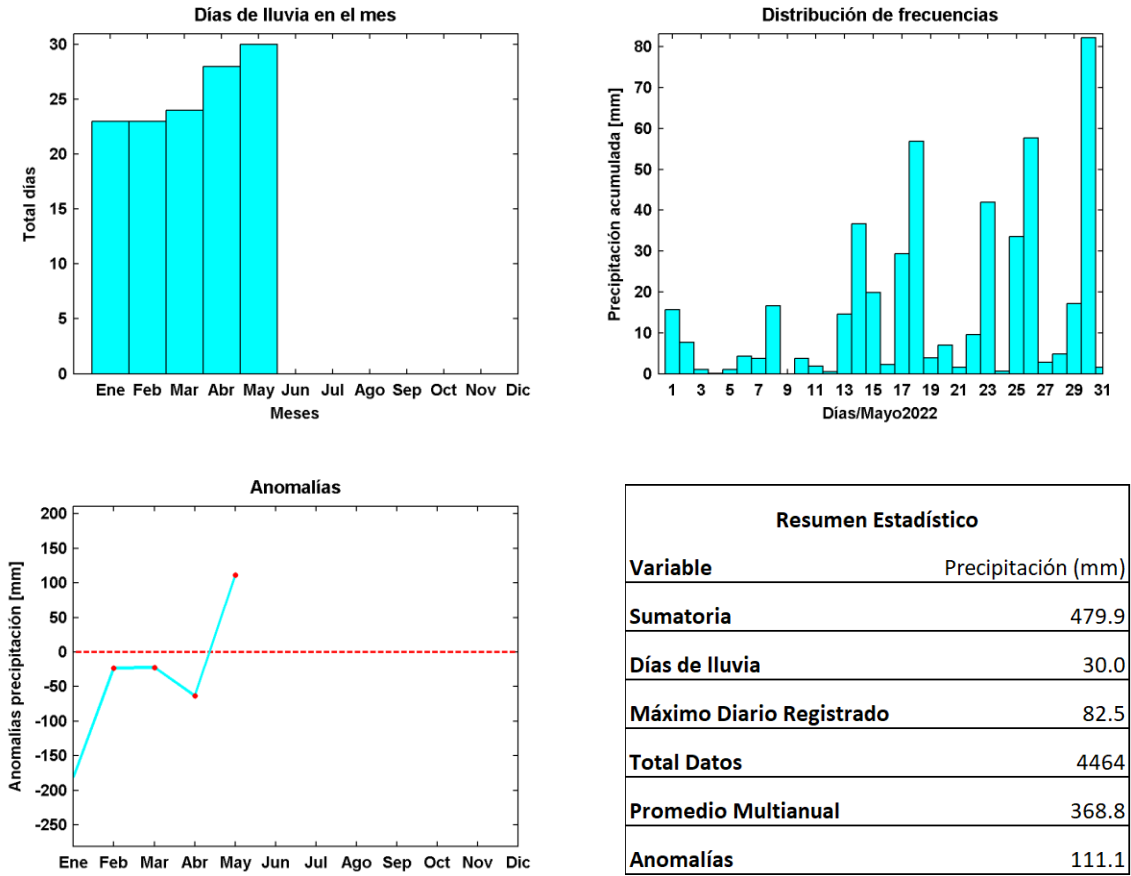 Días de lluvia en el mes
30
25
20
15
10
5
0
Total días
Ene Feb Mar Abr May Jun Jul Ago Sep Oct Nov Dic
Meses
Distribución de frecuencias
80
70
60
50
40
30
20
10
0
Precipitación acumulada [mm]
1 3 5 7 9 11 13 15 17 19 21 23 25 27 29 31
Días/Mayo2022
Anomalías
200
150
100
50
0
-50
-100
-150
-200
-250
Anomalías precipitación [mm]
Ene Feb Mar Abr May Jun Jul Ago Sep Oct Nov Dic
Resumen Estadístico
Variable Precipitación (mm)
Sumatoria 479.9
Días de lluvia 30.0
Máximo Diario Registrado 82.5
Total Datos 4464
Promedio Multianual 368.8
Anomalías 111.1